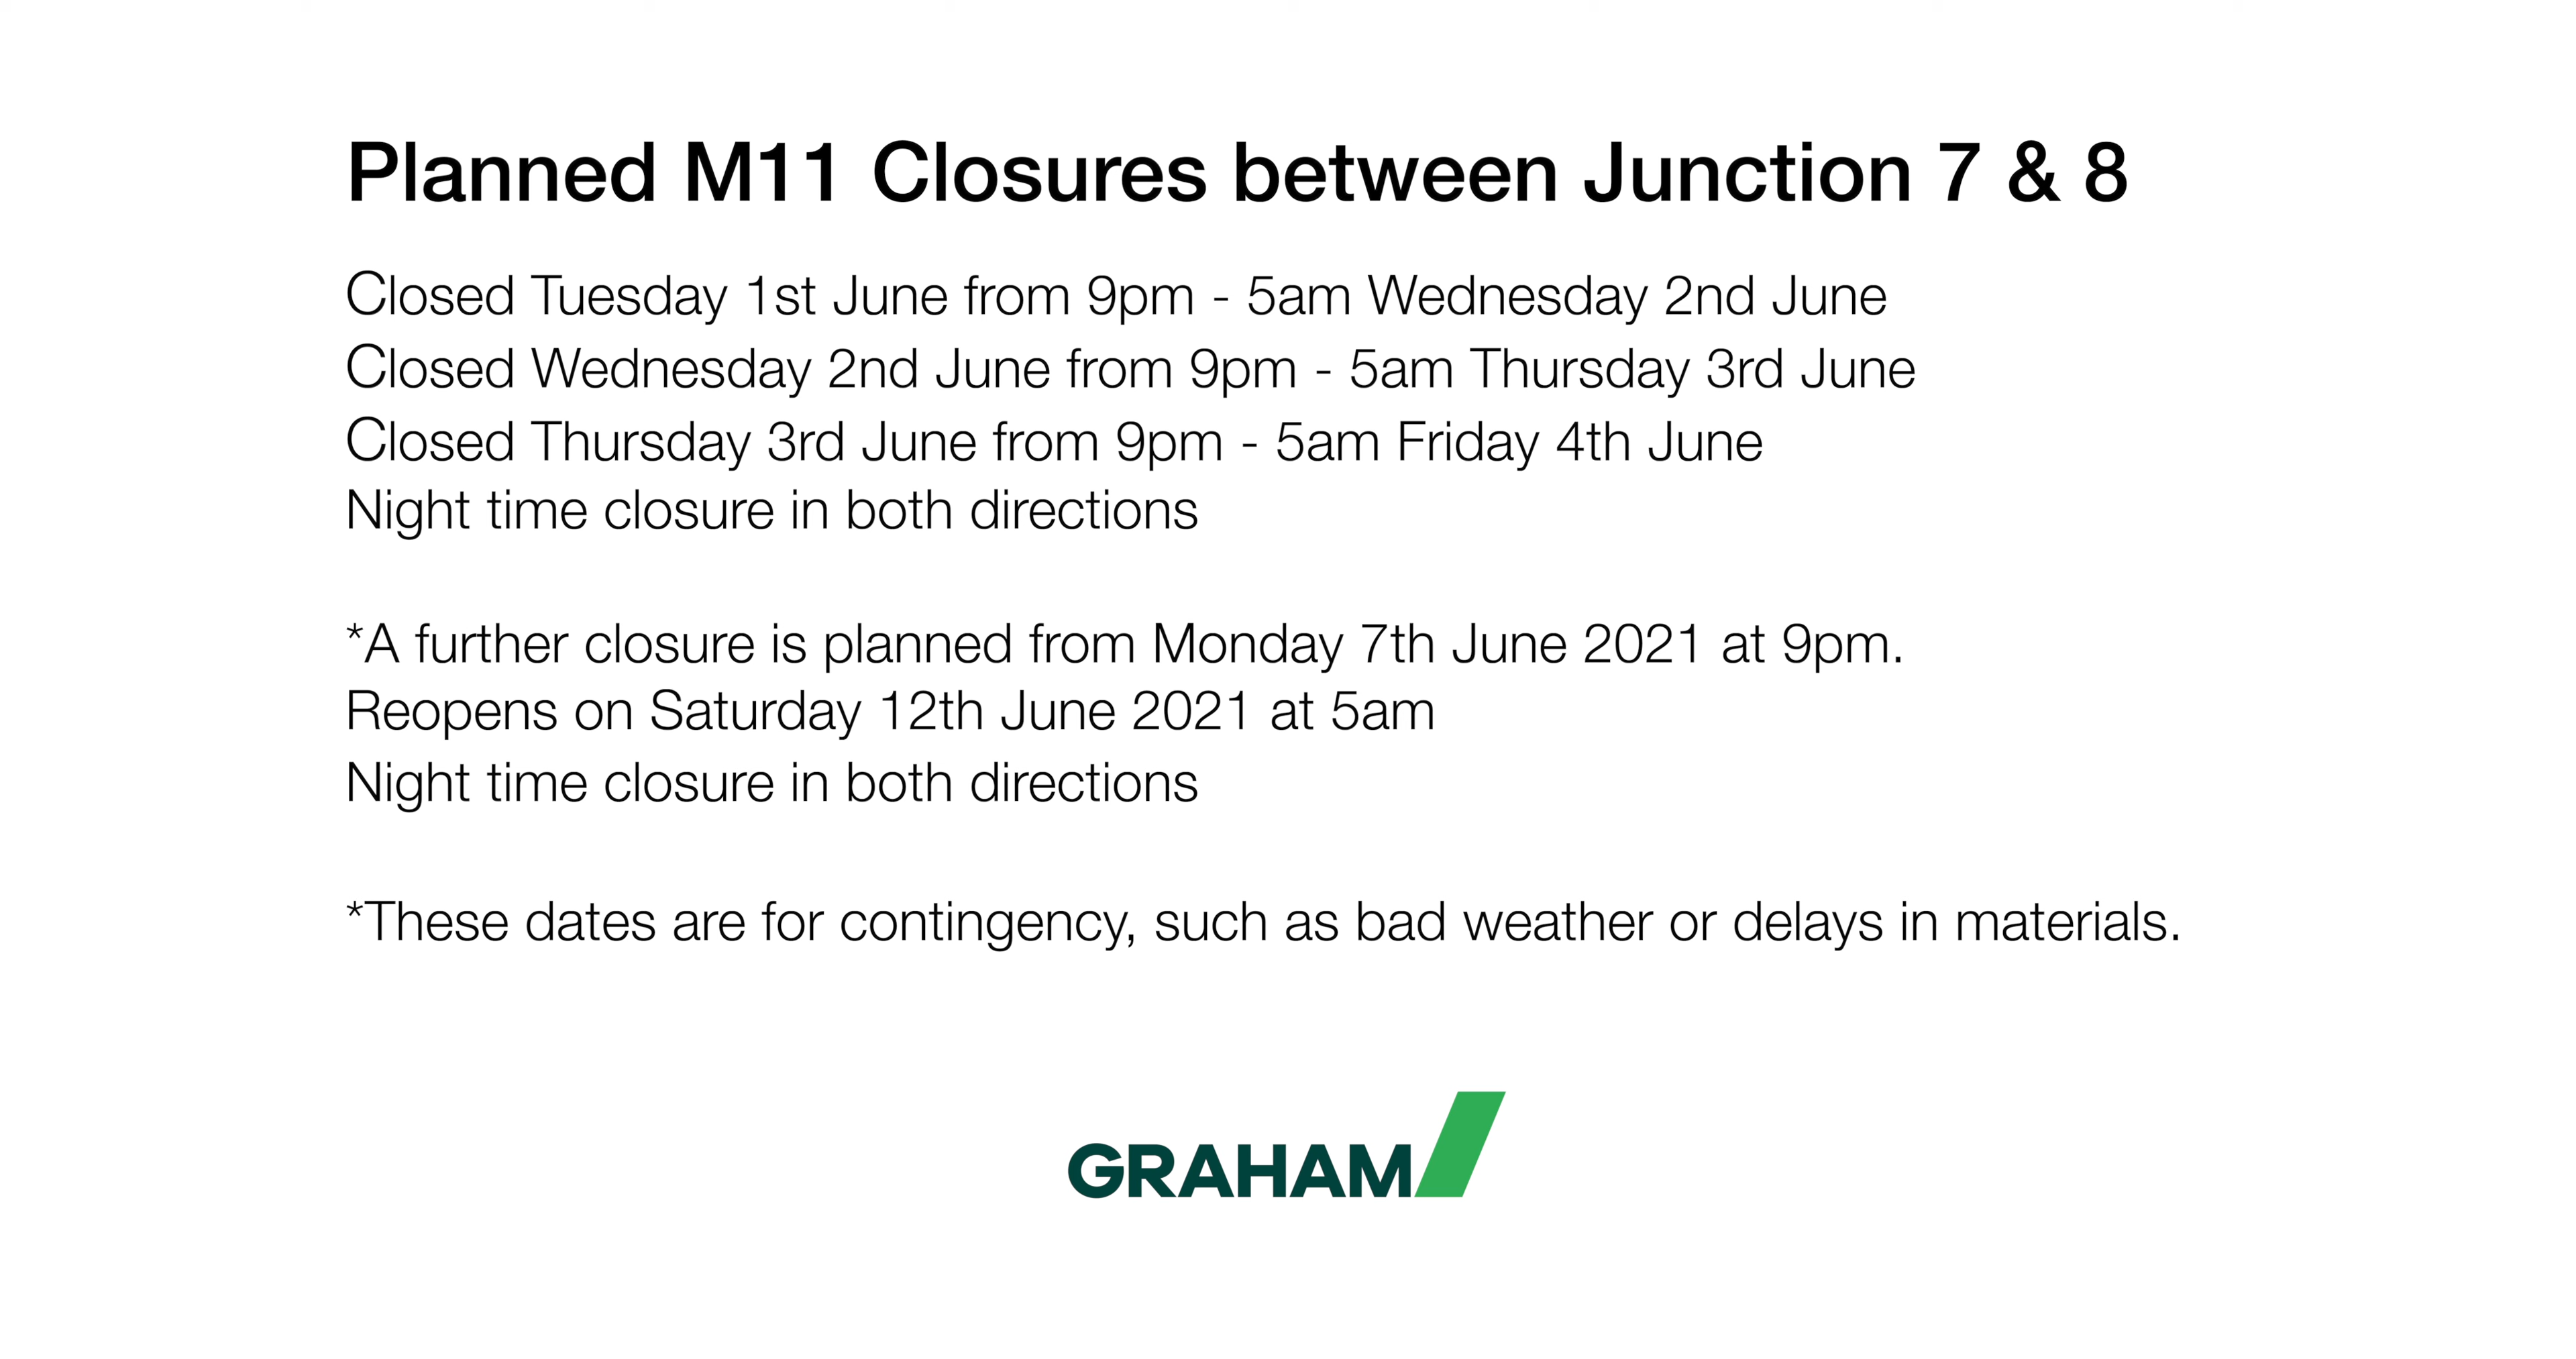 Planned M11 Closures between Junction 7 & 8
Closed Tuesday 1st June from 9pm - 5am Wednesday 2nd June
Closed Wednesday 2nd June from 9pm - 5am Thursday 3rd June
Closed Thursday 3rd June from 9pm - 5am Friday 4th June
Night time closure in both directions
*A further closure is planned from Monday 7th June 2021 at 9pm.
Reopens on Saturday 12th June 2021 at 5am
Night time closure in both directions
*These dates are for contingency, such as bad weather or delays in materials.
GRAHAM